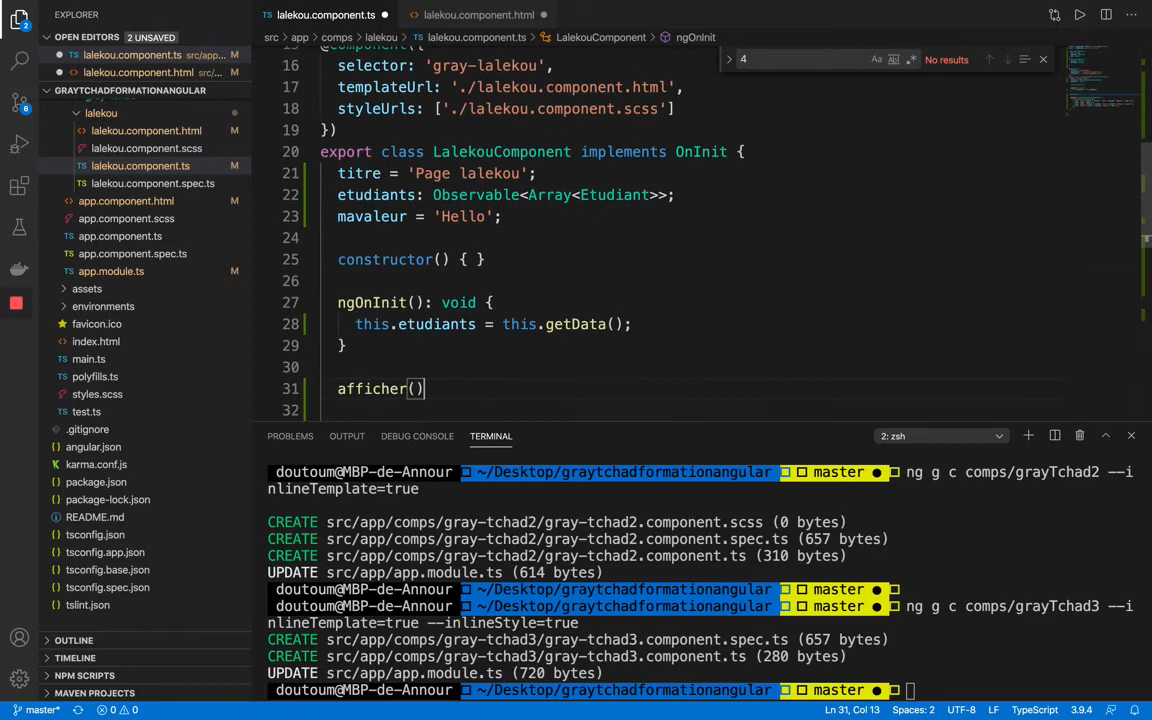 EXPLORER
OPEN EDITORS 2 UNSAVED
lalekou.component.ts src/app...
lalekou.component.html src/...
GRAYTCHADFORMATIONANGULAR
lalekou
lalekou.component.html M
lalekou.component.scss
lalekou.component.ts M
lalekou.component.spec.ts
app.component.html M
app.component.scss
app.component.ts
app.component.spec.ts
app.module.ts M
assets
environments
favicon.ico
index.html
main.ts
polyfills.ts
styles.scss
test.ts
.gitignore
angular.json
karma.conf.js
package.json
package-lock.json
README.md
tsconfig.json
tsconfig.app.json
tsconfig.base.json
tsconfig.spec.json
tslint.json
OUTLINE
TIMELINE
NPM SCRIPTS
MAVEN PROJECTS
2
6
lalekou.component.ts
lalekou.component.html
src > app > comps > lalekou > lalekou.component.ts > LalekouComponent > ngOnInit
4 Aa Abl .* No results
16 selector: 'gray-lalekou',
17 templateUrl: './lalekou.component.html',
18 styleUrls: ['./lalekou.component.scss']
19 })
20 export class LalekouComponent implements OnInit {
21 titre = 'Page lalekou';
22 etudiants: Observable<Array<Etudiant>>;
23 mavaleur = 'Hello';
24
25 constructor() { }
26
27 ngOnInit(): void {
28 this.etudiants = this.getData();
29 }
30
31 afficher()
32
PROBLEMS OUTPUT DEBUG CONSOLE TERMINAL 2: zsh
doutoum@MBP-de-Annour ~/Desktop/graytchadformationangular master ● ng g c comps/grayTchad2 --i
nlineTemplate=true
CREATE src/app/comps/gray-tchad2/gray-tchad2.component.scss (0 bytes)
CREATE src/app/comps/gray-tchad2/gray-tchad2.component.spec.ts (657 bytes)
CREATE src/app/comps/gray-tchad2/gray-tchad2.component.ts (310 bytes)
UPDATE src/app/app.module.ts (614 bytes)
doutoum@MBP-de-Annour ~/Desktop/graytchadformationangular master ●
doutoum@MBP-de-Annour ~/Desktop/graytchadformationangular master ● ng g c comps/grayTchad3 --i
nlineTemplate=true --inlineStyle=true
CREATE src/app/comps/gray-tchad3/gray-tchad3.component.spec.ts (657 bytes)
CREATE src/app/comps/gray-tchad3/gray-tchad3.component.ts (280 bytes)
UPDATE src/app/app.module.ts (720 bytes)
doutoum@MBP-de-Annour ~/Desktop/graytchadformationangular master ●
master* 0 0 Ln 31, Col 13 Spaces: 2 UTF-8 LF TypeScript 3.9.4